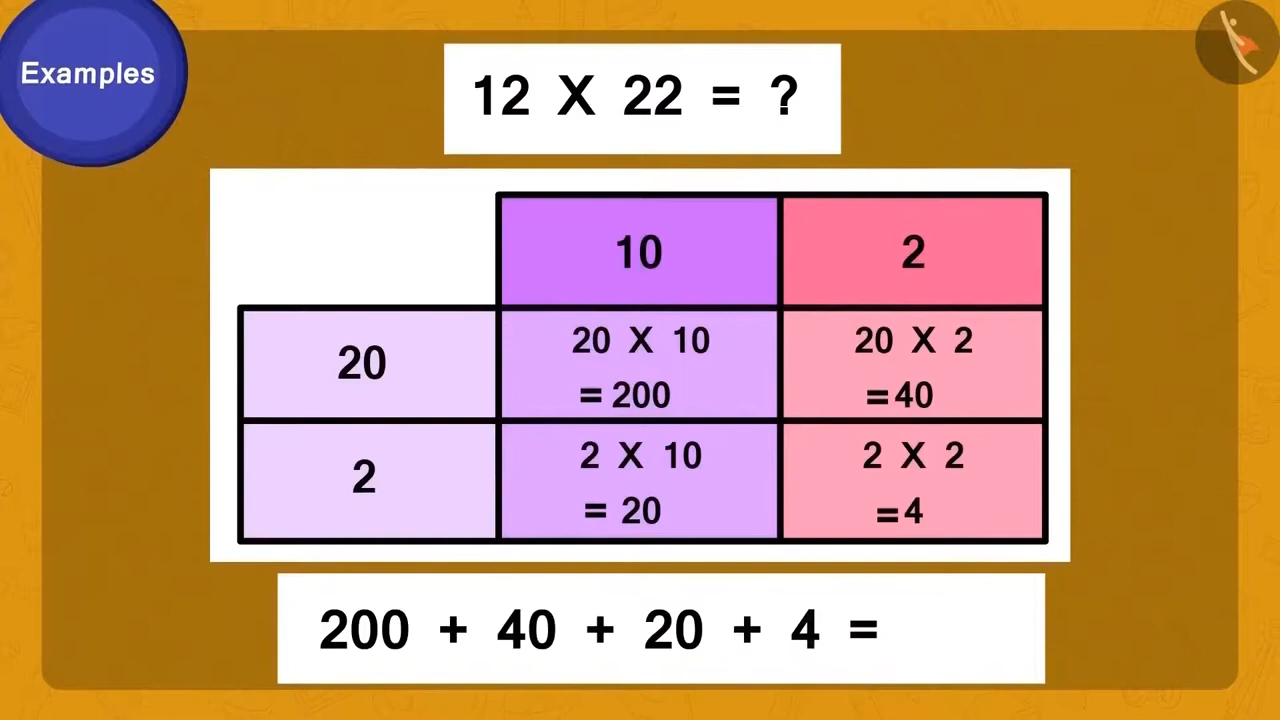 Examples
12 X 22 = ?
10 2
20 20 X 10 20 X 2
= 200 = 40
2 2 X 10 2 X 2
= 20 = 4
200 + 40 + 20 + 4 =